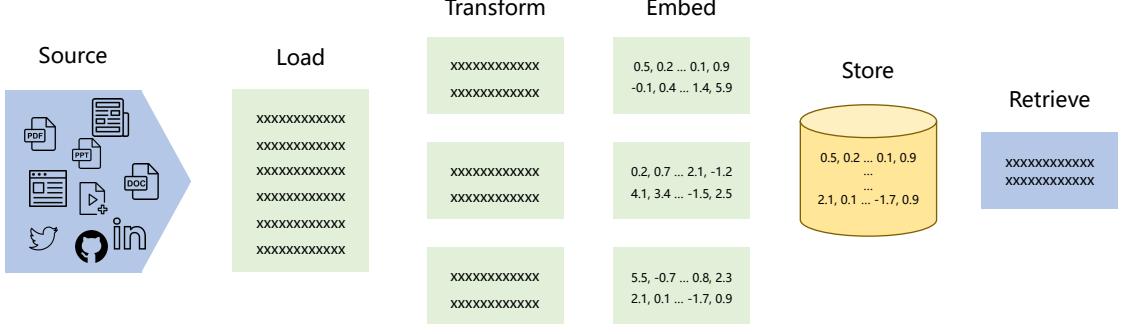 Source
PDF
PPT
DOC
in
Load
xxxxxxxxxxxx
xxxxxxxxxxxx
xxxxxxxxxxxx
xxxxxxxxxxxx
xxxxxxxxxxxx
xxxxxxxxxxxx
Transform
xxxxxxxxxxxx
xxxxxxxxxxxx
xxxxxxxxxxxx
xxxxxxxxxxxx
xxxxxxxxxxxx
xxxxxxxxxxxx
Embed
0.5, 0.2 ... 0.1, 0.9
-0.1, 0.4 ... 1.4, 5.9
0.2, 0.7 ... 2.1, -1.2
4.1, 3.4 ... -1.5, 2.5
5.5, -0.7 ... 0.8, 2.3
2.1, 0.1 ... -1.7, 0.9
Store
0.5, 0.2 ... 0.1, 0.9
...
...
2.1, 0.1 ... -1.7, 0.9
Retrieve
xxxxxxxxxxxx
xxxxxxxxxxxx